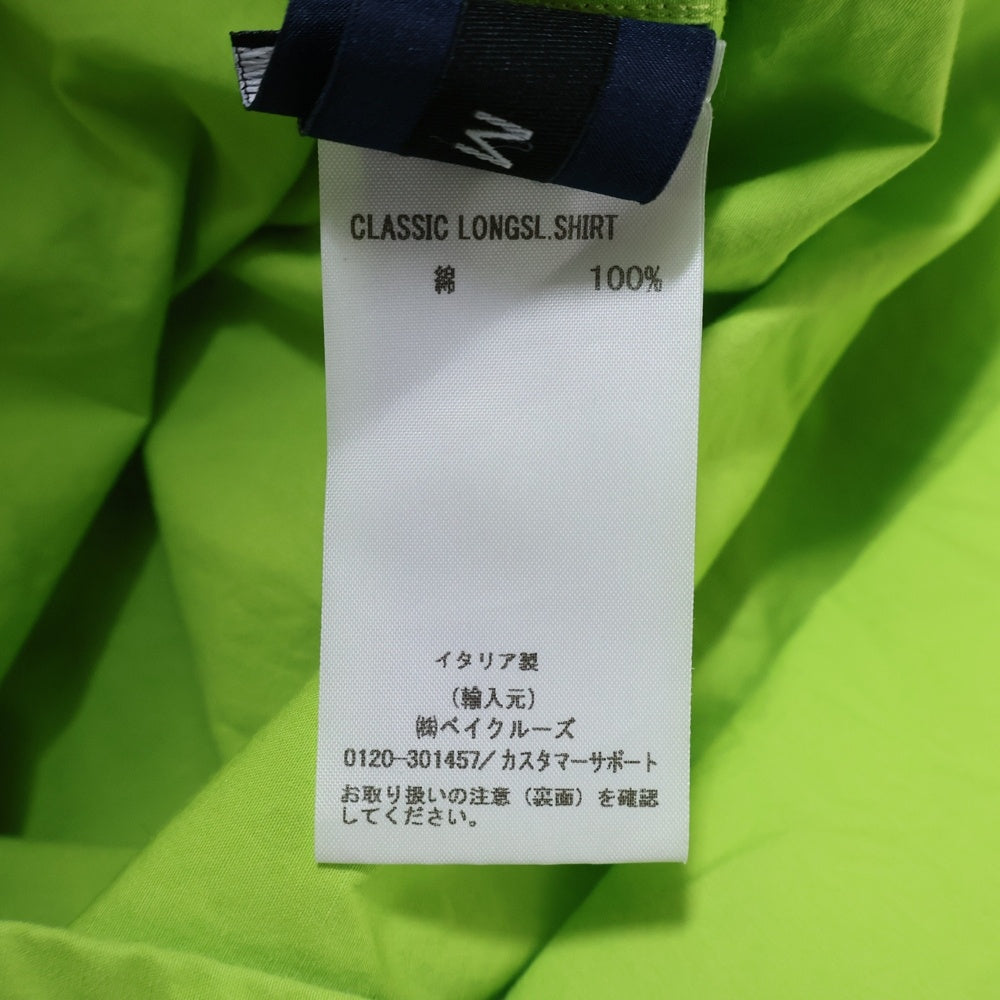 M
CLASSIC LONGSL.SHIRT
綿 100%
イタリア製
(輸入元)
㈱ベイクルーズ
0120-301457/カスタマーサポート
お取り扱いの注意(裏面)を確認
してください。